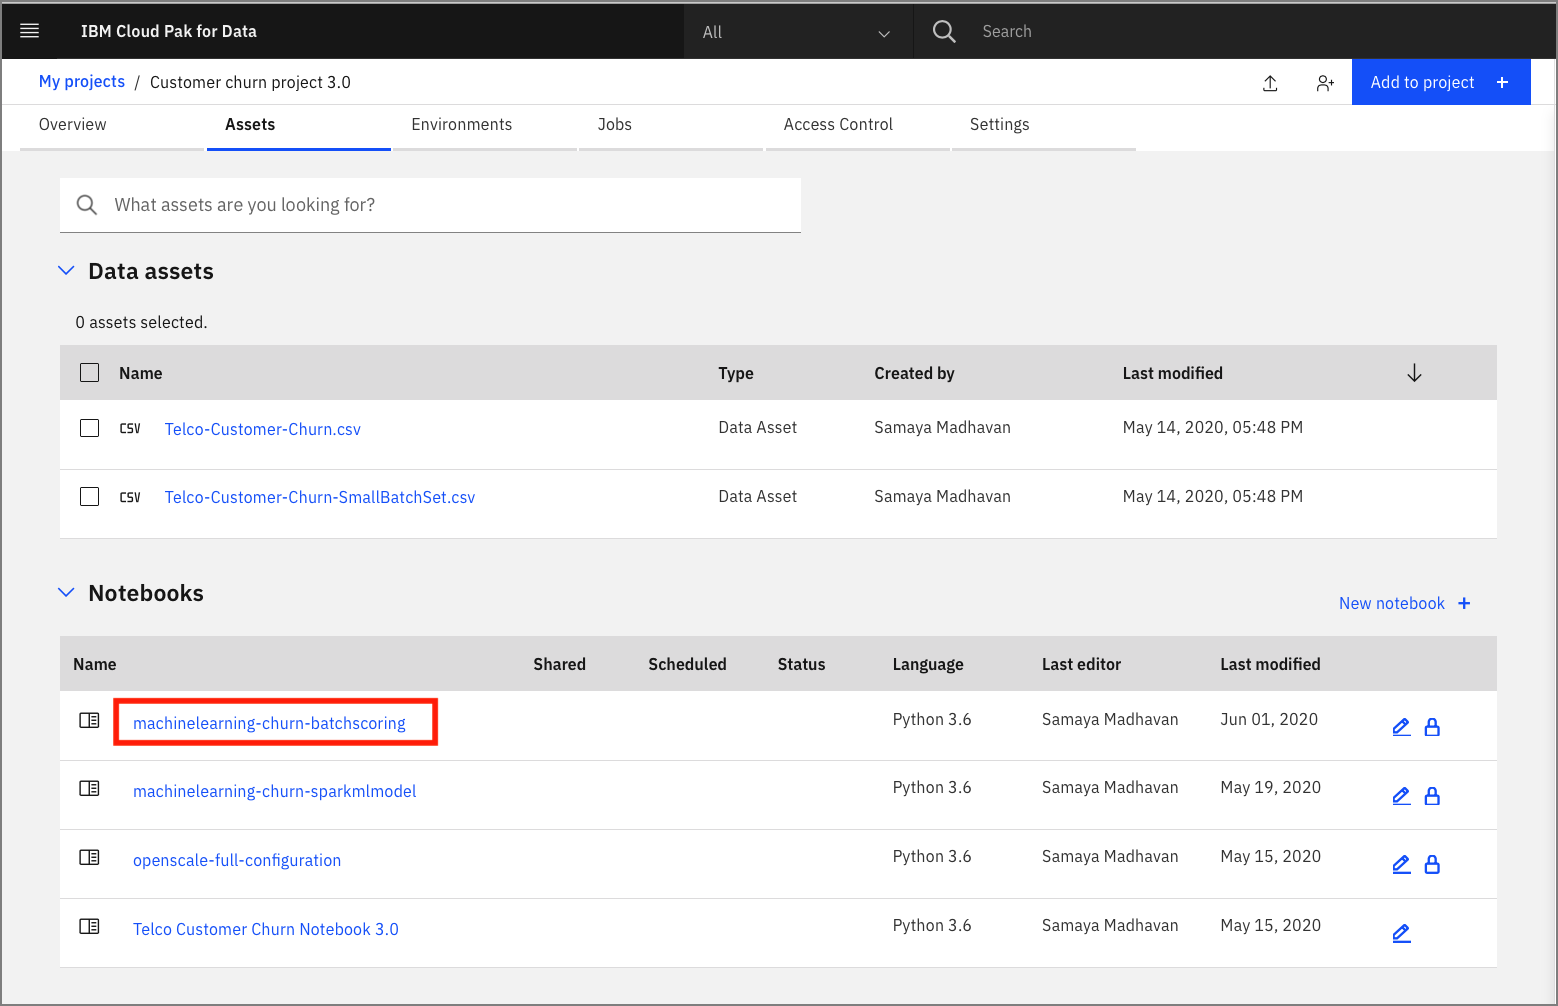 IBM Cloud Pak for Data All Search
My projects / Customer churn project 3.0 Add to project +
Overview Assets Environments Jobs Access Control Settings
What assets are you looking for?
Data assets
0 assets selected.
Name Type Created by Last modified
CSV Telco-Customer-Churn.csv Data Asset Samaya Madhavan May 14, 2020, 05:48 PM
CSV Telco-Customer-Churn-SmallBatchSet.csv Data Asset Samaya Madhavan May 14, 2020, 05:48 PM
Notebooks
New notebook +
Name Shared Scheduled Status Language Last editor Last modified
machinelearning-churn-batchscoring Python 3.6 Samaya Madhavan Jun 01, 2020
machinelearning-churn-sparkmlmodel Python 3.6 Samaya Madhavan May 19, 2020
openscale-full-configuration Python 3.6 Samaya Madhavan May 15, 2020
Telco Customer Churn Notebook 3.0 Python 3.6 Samaya Madhavan May 15, 2020